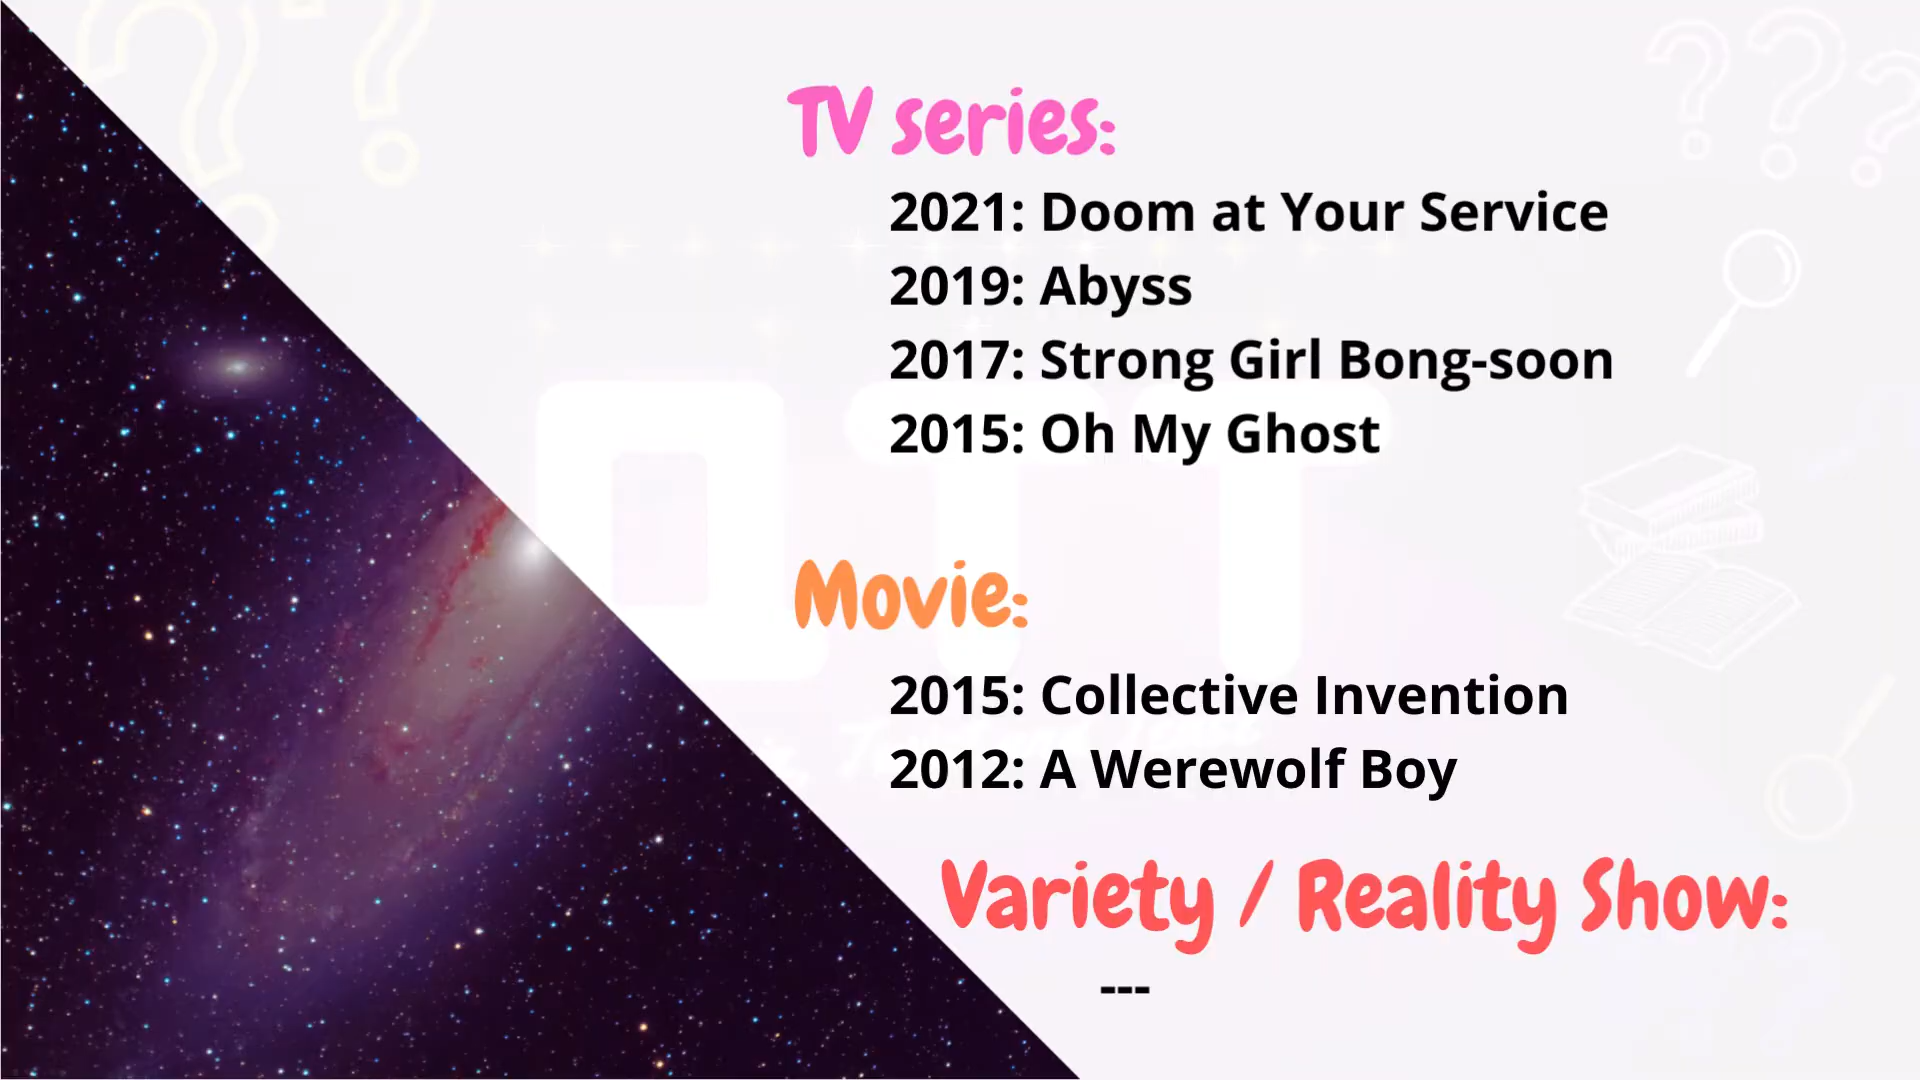 TV series:
2021: Doom at Your Service
2019: Abyss
2017: Strong Girl Bong-soon
2015: Oh My Ghost
Movie:
2015: Collective Invention
2012: A Werewolf Boy
Variety / Reality Show:
---